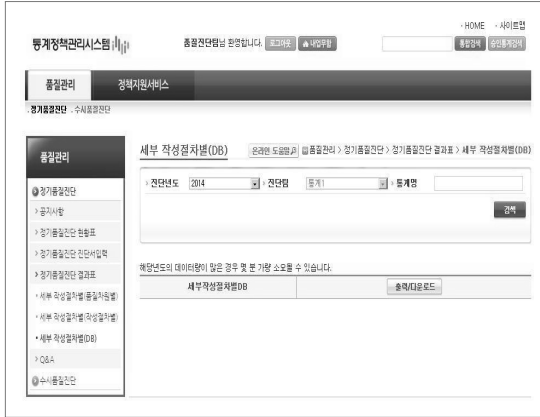 · HOME · 사이트맵
통계정책관리시스템
품질진단팀님 환영합니다. 로그아웃 내업무함
통합검색 승인통계검색
품질관리 정책지원서비스
· 정기품질진단 · 수시품질진단
품질관리
정기품질진단
> 공지사항
> 정기품질진단 현황표
> 정기품질진단 진단서입력
> 정기품질진단 결과표
· 세부 작성절차별(품질차원별)
· 세부 작성절차별(작성절차별)
· 세부 작성절차별(DB)
> Q&A
수시품질진단
세부 작성절차별(DB)
온라인 도움말 품질관리 > 정기품질진단 > 정기품질진단 결과표 > 세부 작성절차별(DB)
> 진단년도 2014 > 진단팀 통계1 > 통계명
검색
해당년도의 데이터량이 많은 경우 몇 분 가량 소요될 수 있습니다.
세부작성절차별DB 출력/다운로드